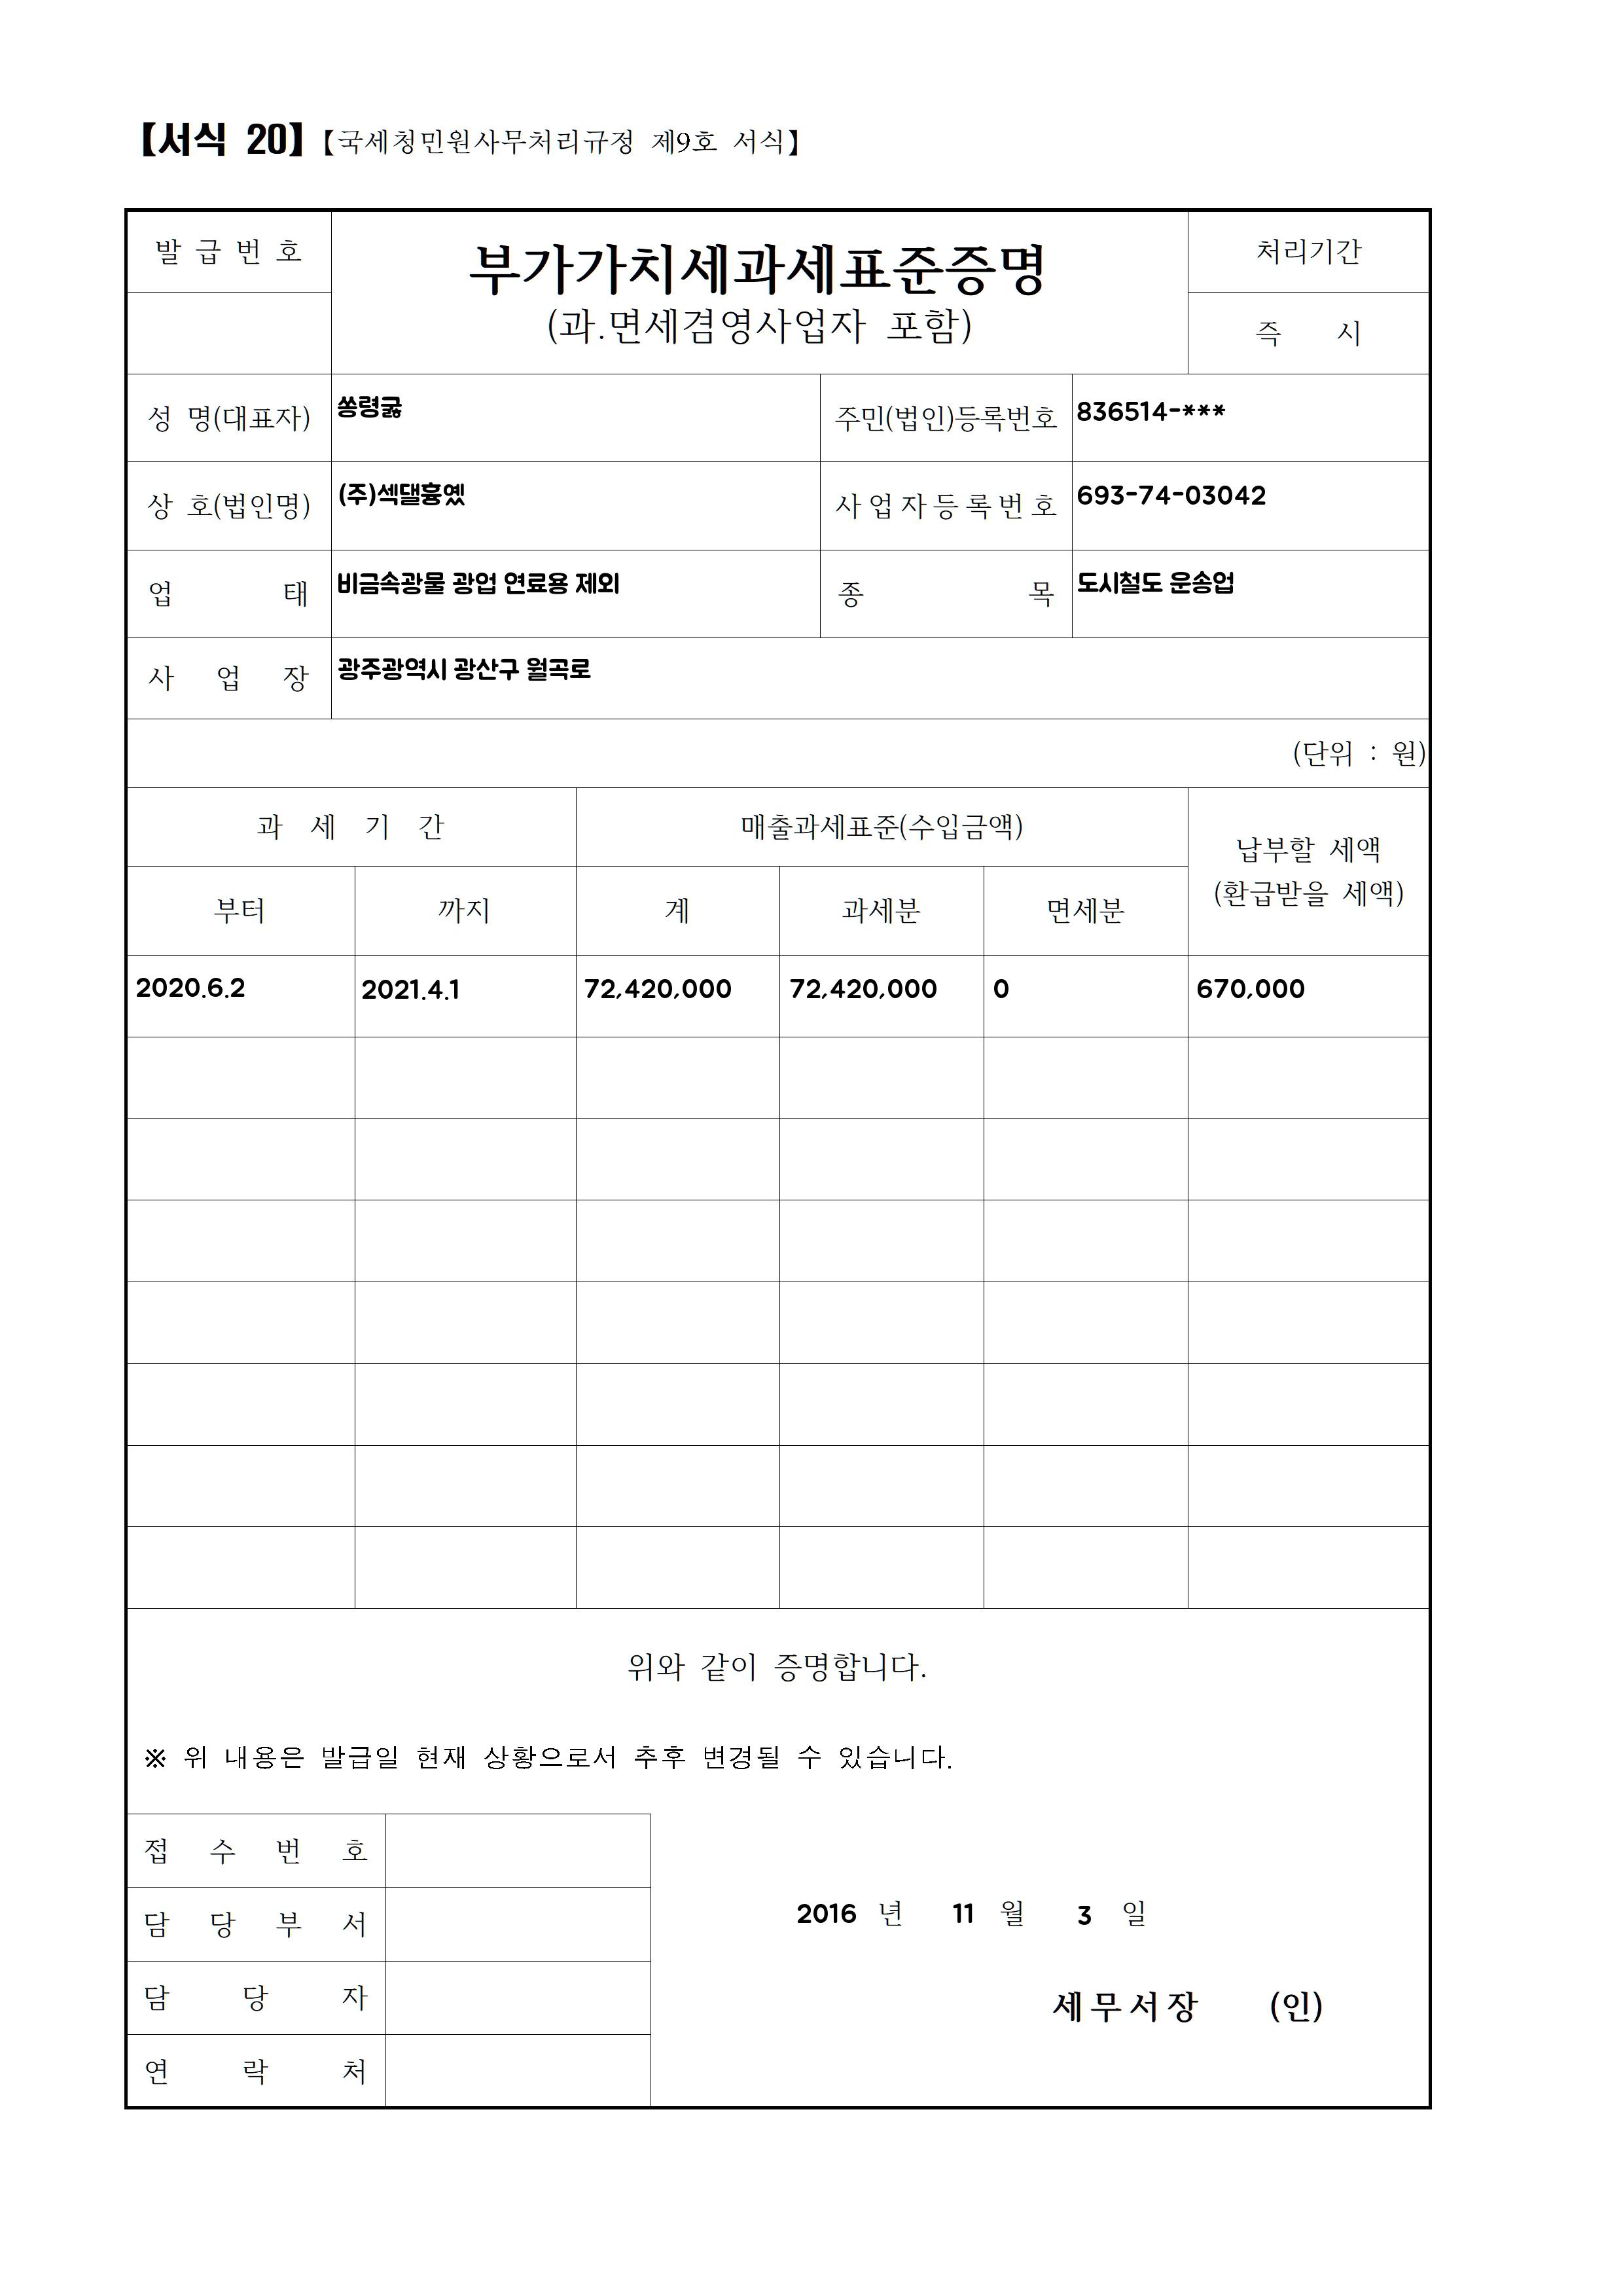 【서식 20】【국세청민원사무처리규정 제9호 서식】
발 급 번 호
부가가치세과세표준증명
(과.면세겸영사업자 포함)
처리기간
즉 시
성 명(대표자) 쏭령굻 주민(법인)등록번호 836514-***
상 호(법인명) (주)섹댈흏옜 사업자등록번호 693-74-03042
업 태 비금속광물 광업 연료용 제외 종 목 도시철도 운송업
사 업 장 광주광역시 광산구 월곡로
(단위 : 원)
과 세 기 간 매출과세표준(수입금액) 납부할 세액
(환급받을 세액)
부터 까지 계 과세분 면세분
2020.6.2 2021.4.1 72,420,000 72,420,000 0 670,000
위와 같이 증명합니다.
※ 위 내용은 발급일 현재 상황으로서 추후 변경될 수 있습니다.
접 수 번 호
담 당 부 서
담 당 자
연 락 처
2016 년 11 월 3 일
세무서장 (인)